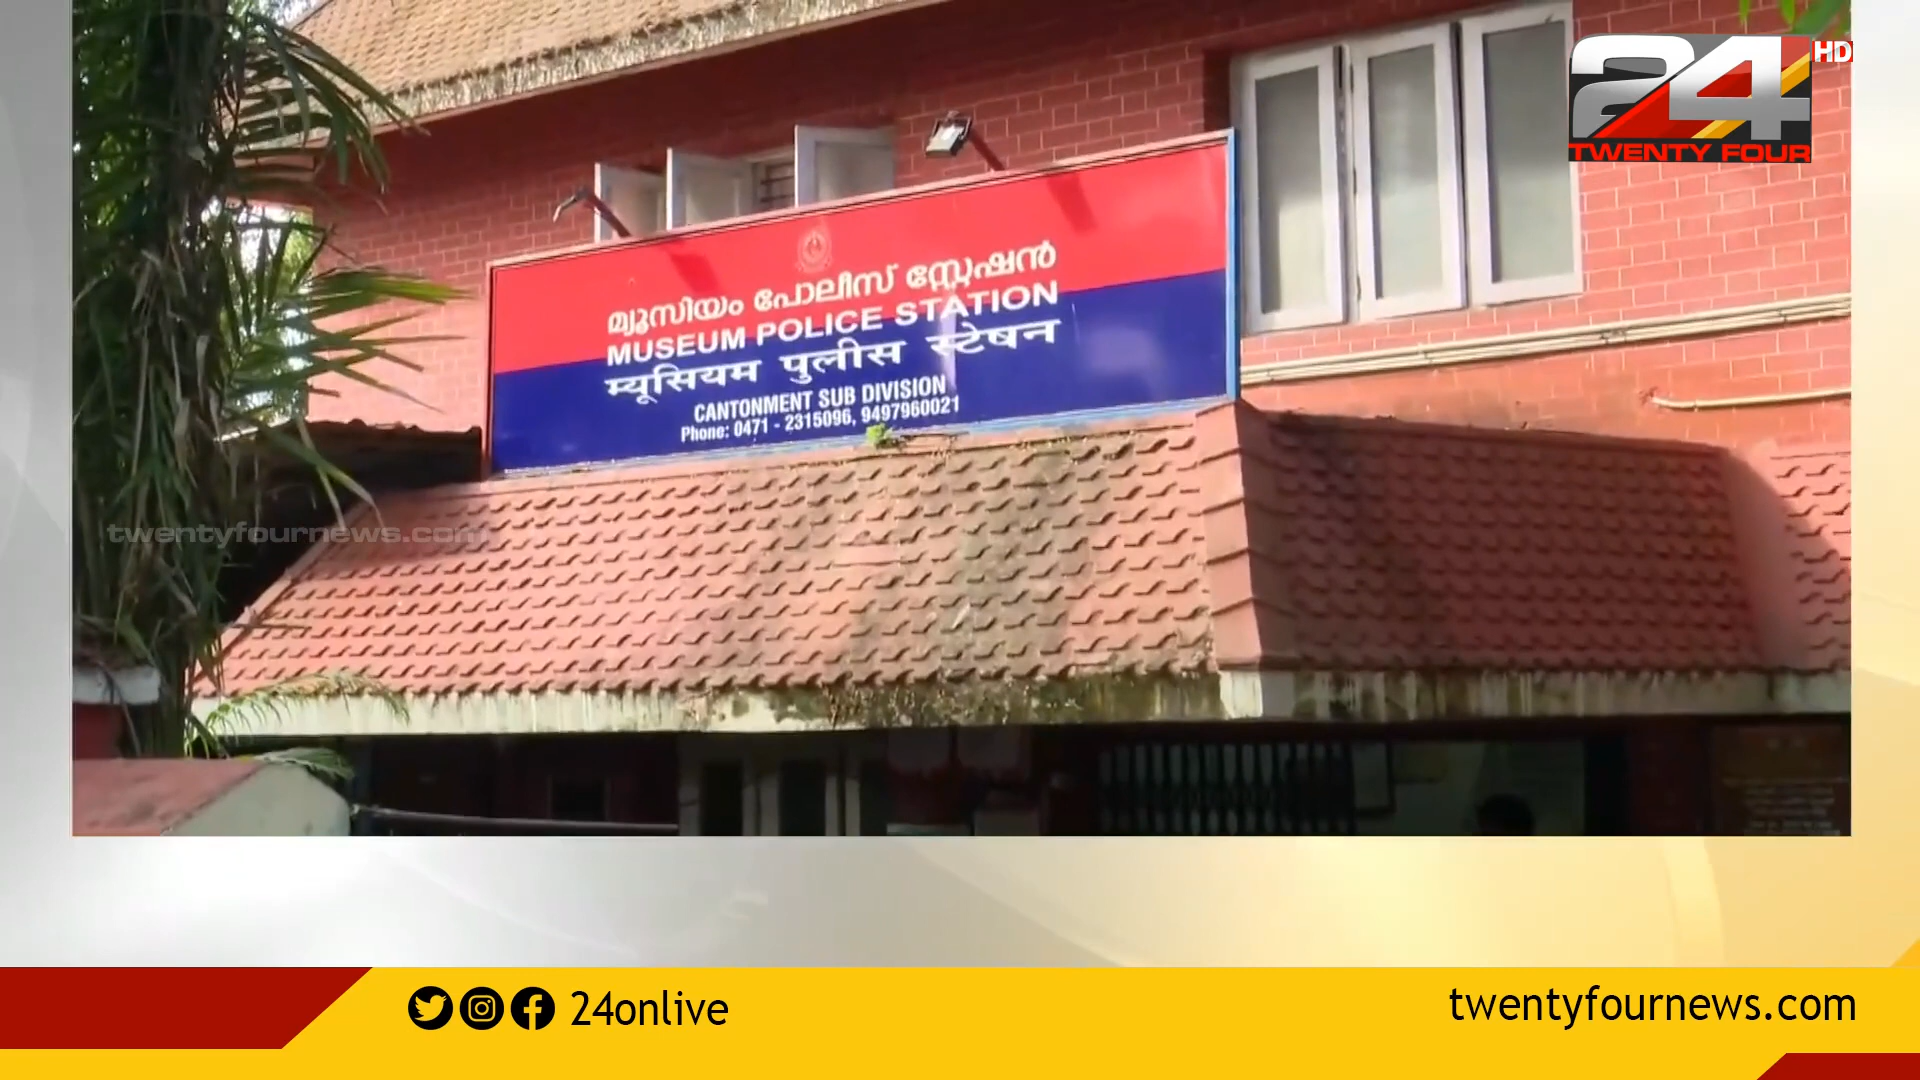 24 HD
TWENTY FOUR
മ്യൂസിയം പോലീസ് സ്റ്റേഷൻ
MUSEUM POLICE STATION
म्यूसियम पुलीस स्टेषन
CANTONMENT SUB DIVISION
Phone: 0471 - 2315096, 9497960021
twentyfournews.com
24onlive
twentyfournews.com